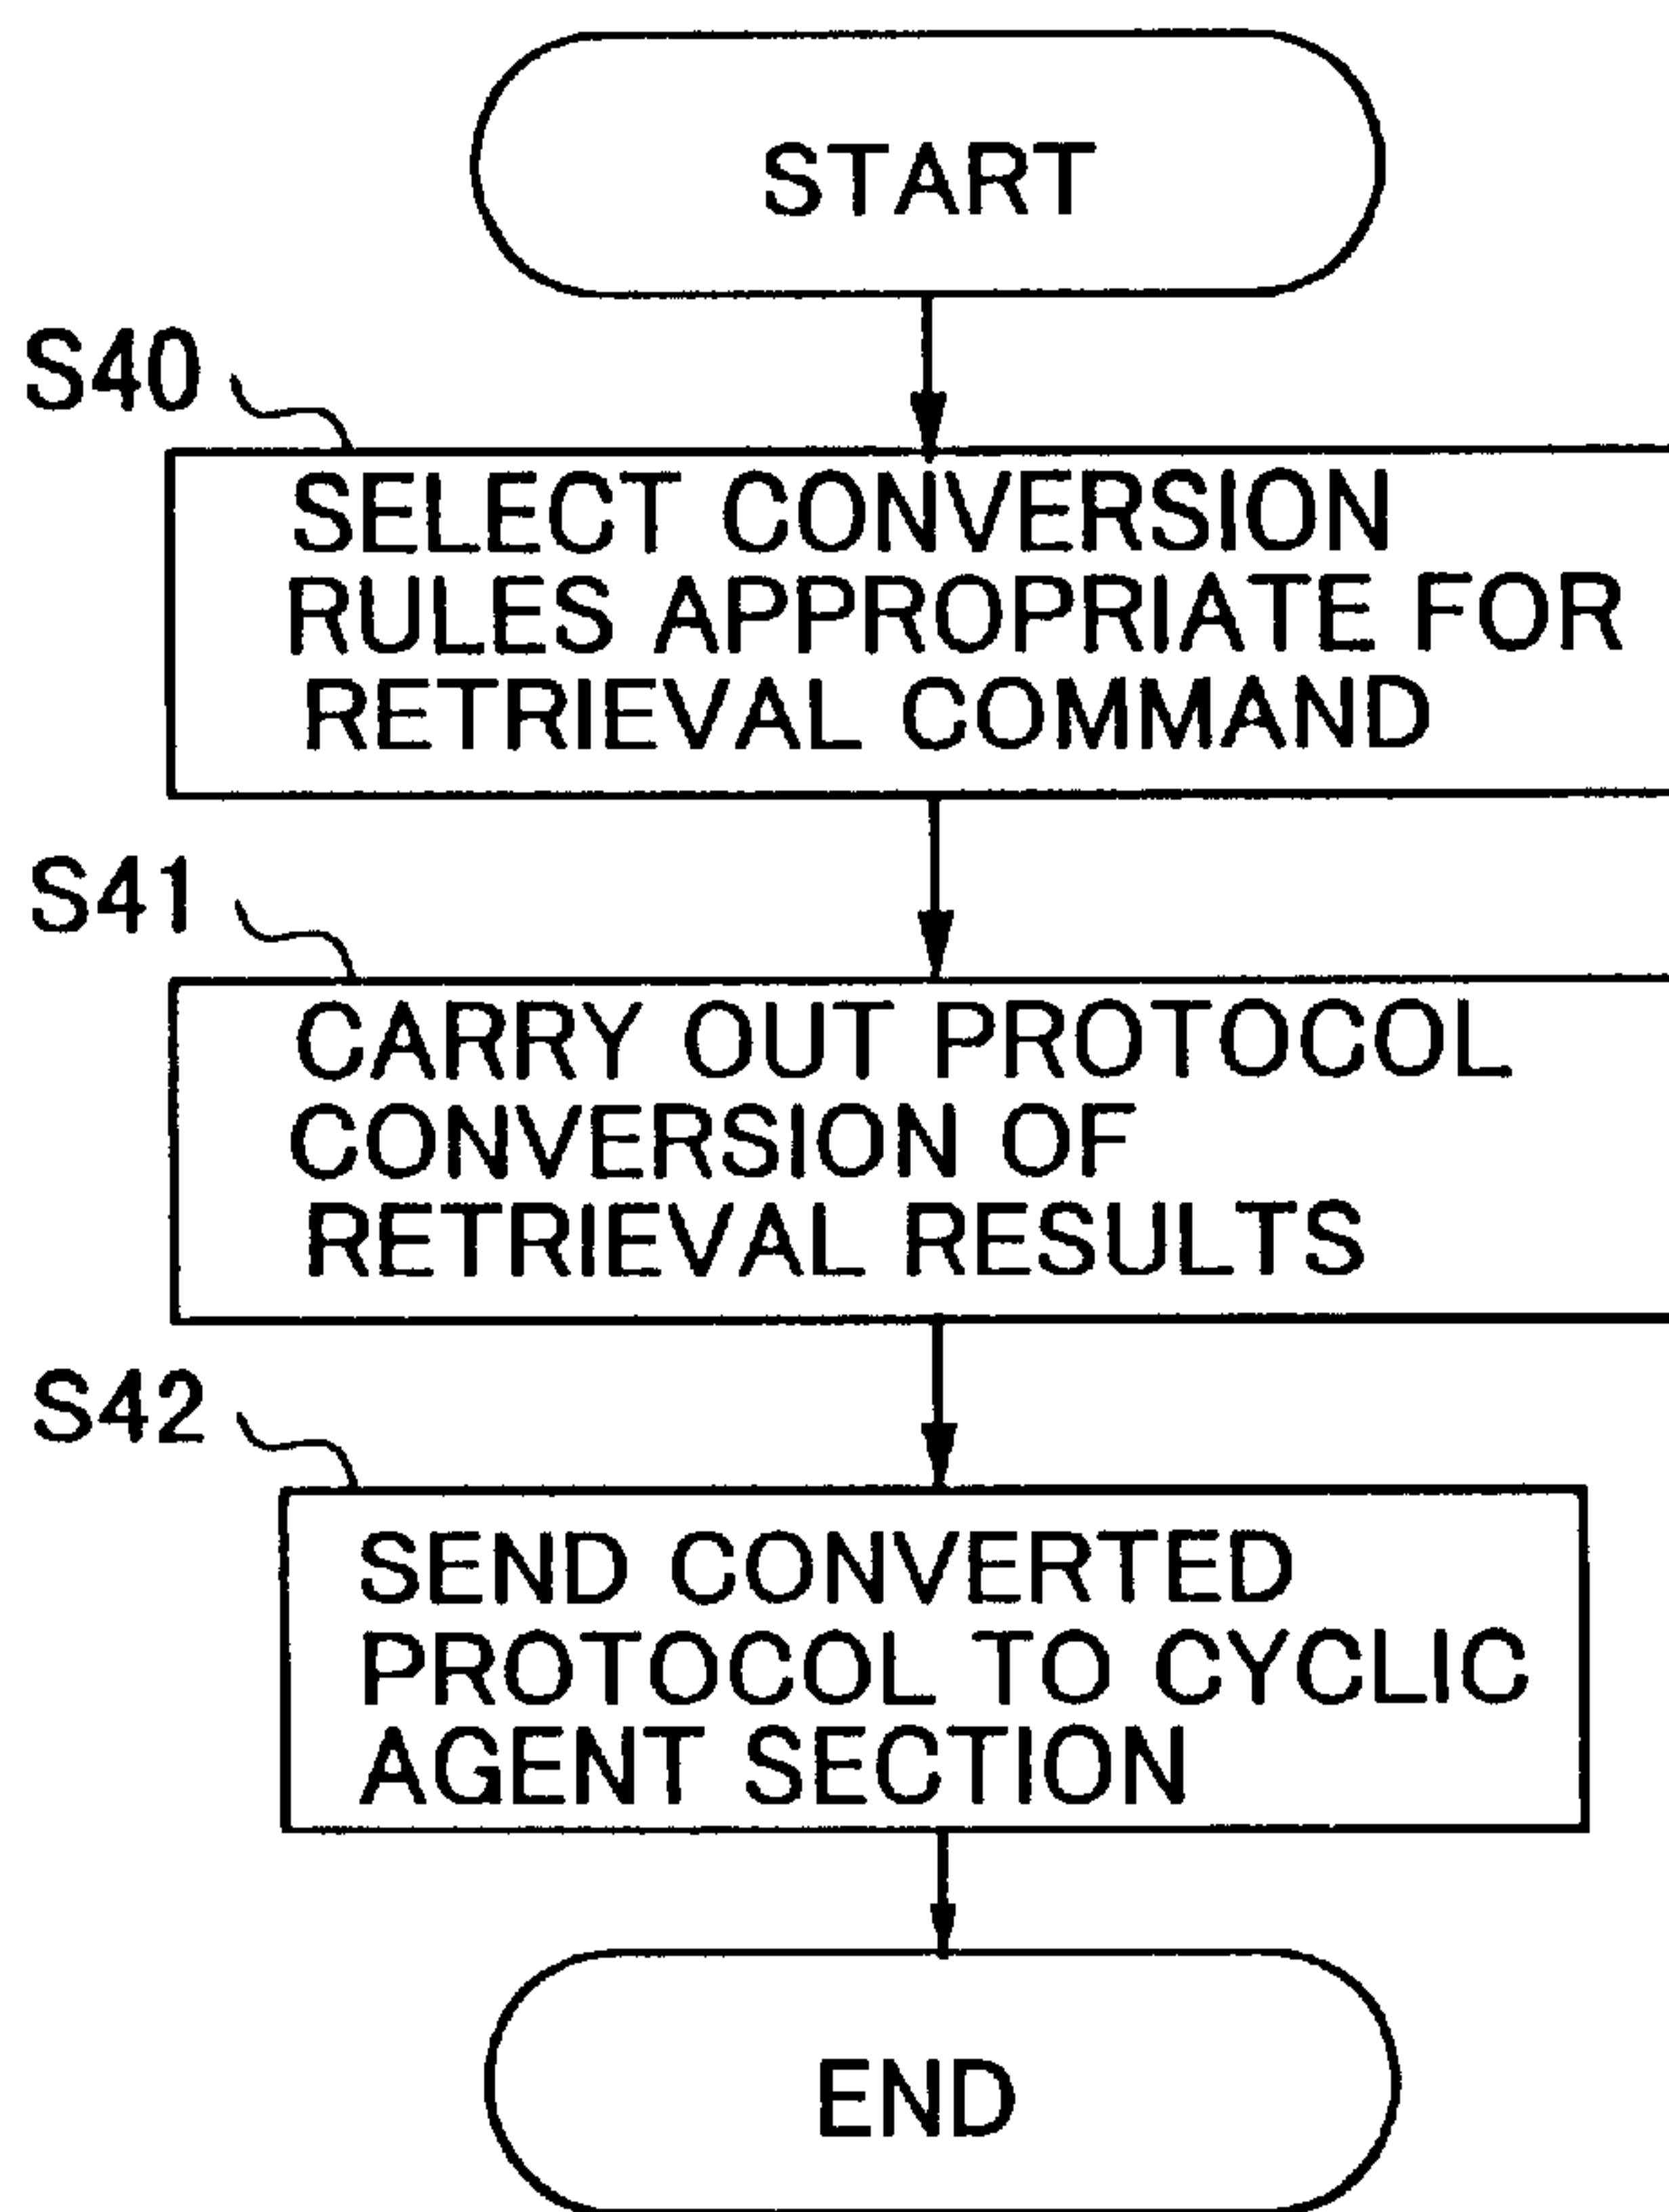 START
S40
SELECT CONVERSION
RULES APPROPRIATE FOR
RETRIEVAL COMMAND
S41
CARRY OUT PROTOCOL
CONVERSION OF
RETRIEVAL RESULTS
S42
SEND CONVERTED
PROTOCOL TO CYCLIC
AGENT SECTION
END